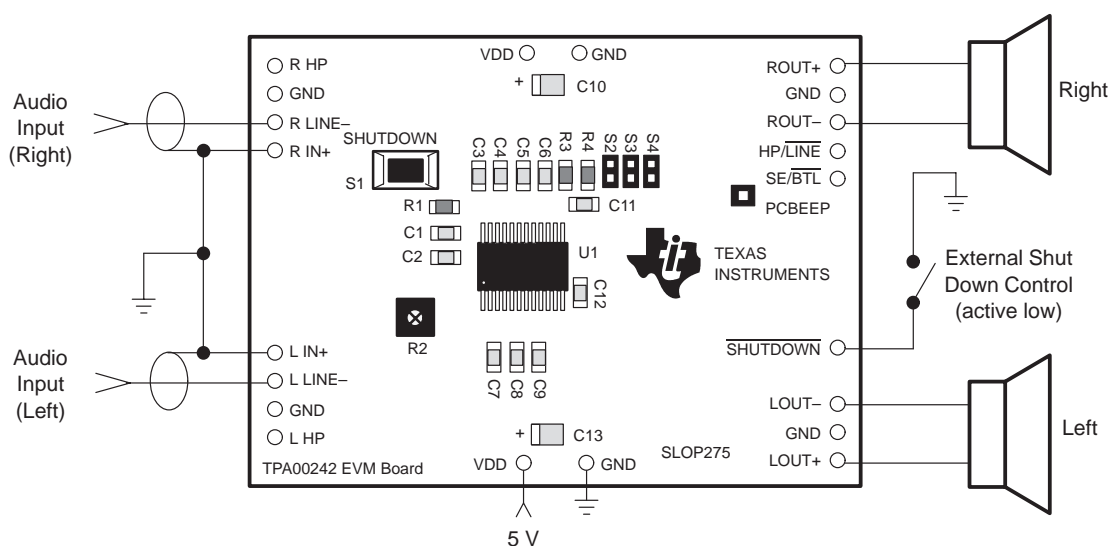 VDD
GND
R HP
GND
R LINE–
R IN+
Audio
Input
(Right)
+
C10
ROUT+
GND
ROUT–
HP/LINE
SE/BTL
Right
SHUTDOWN
S1
C3
C4
C5
C6
R3
R4
S2
S3
S4
C11
PCBEEP
R1
C1
C2
U1
C12
TEXAS
INSTRUMENTS
External Shut
Down Control
(active low)
R2
SHUTDOWN
L IN+
L LINE–
GND
L HP
Audio
Input
(Left)
C7
C8
C9
LOUT–
GND
LOUT+
Left
+
C13
TPA00242 EVM Board
VDD
GND
SLOP275
5 V